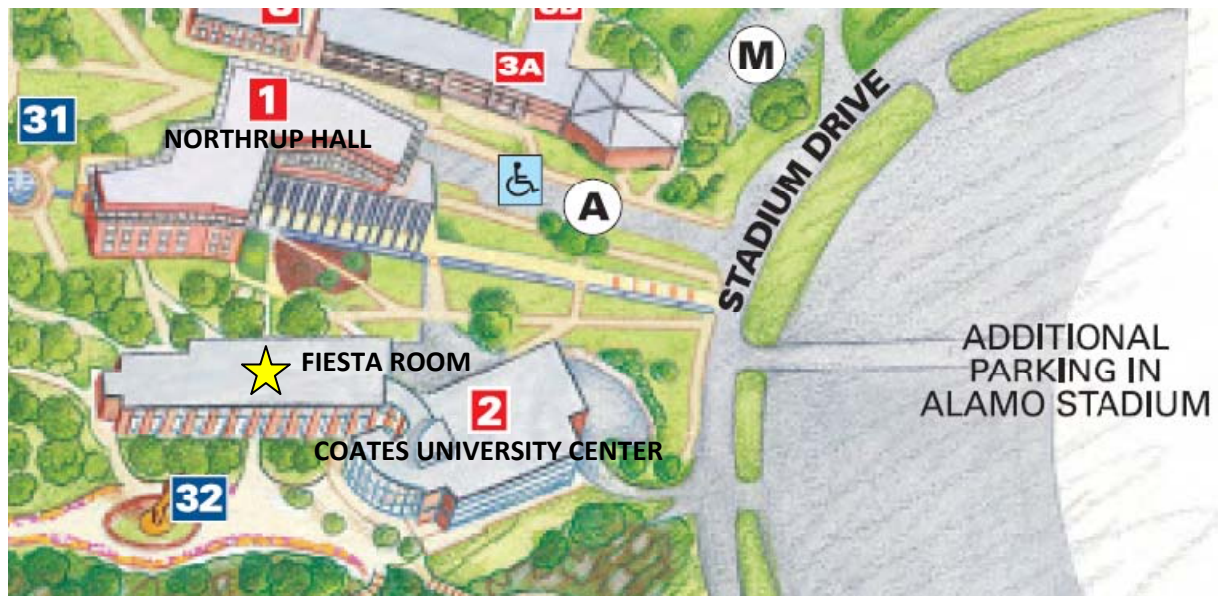 3A
M
1
31
NORTHRUP HALL
A
STADIUM DRIVE
FIESTA ROOM
ADDITIONAL
PARKING IN
ALAMO STADIUM
2
COATES UNIVERSITY CENTER
32